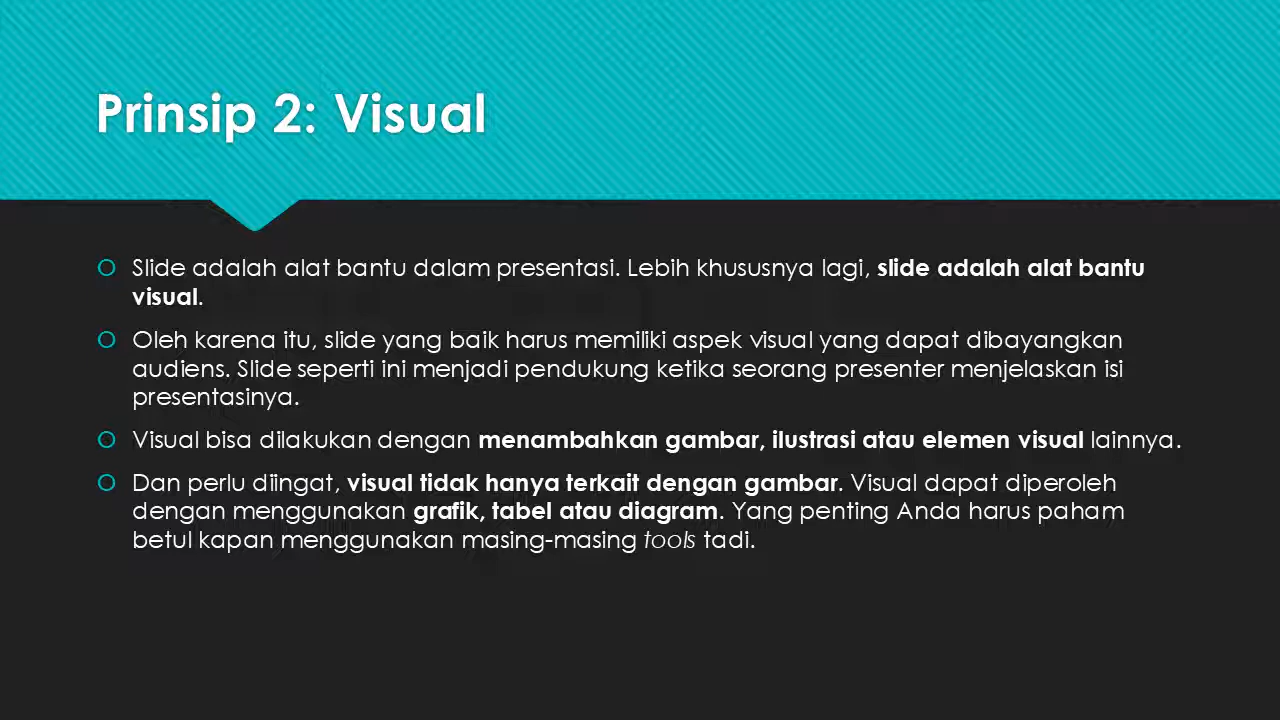 Prinsip 2: Visual
Slide adalah alat bantu dalam presentasi. Lebih khususnya lagi, slide adalah alat bantu
visual.
Oleh karena itu, slide yang baik harus memiliki aspek visual yang dapat dibayangkan
audiens. Slide seperti ini menjadi pendukung ketika seorang presenter menjelaskan isi
presentasinya.
Visual bisa dilakukan dengan menambahkan gambar, ilustrasi atau elemen visual lainnya.
Dan perlu diingat, visual tidak hanya terkait dengan gambar. Visual dapat diperoleh
dengan menggunakan grafik, tabel atau diagram. Yang penting Anda harus paham
betul kapan menggunakan masing-masing tools tadi.